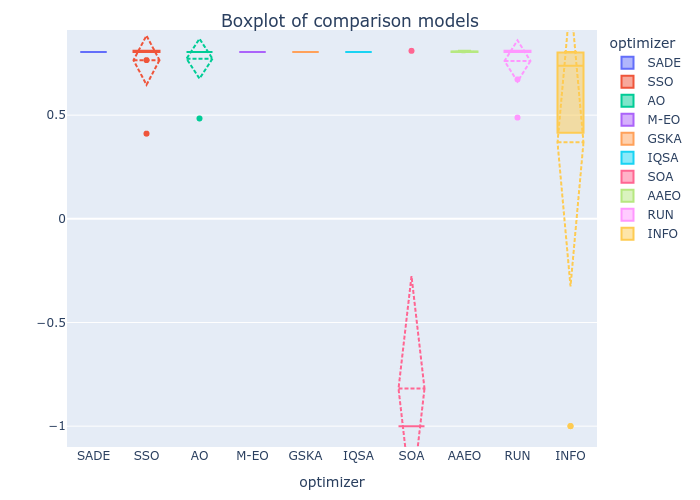 Boxplot of comparison models
optimizer
SADE
SSO
AO
M-EO
GSKA
IQSA
SOA
AAEO
RUN
INFO
0.5
0
−0.5
−1
SADE SSO AO M-EO GSKA IQSA SOA AAEO RUN INFO
optimizer